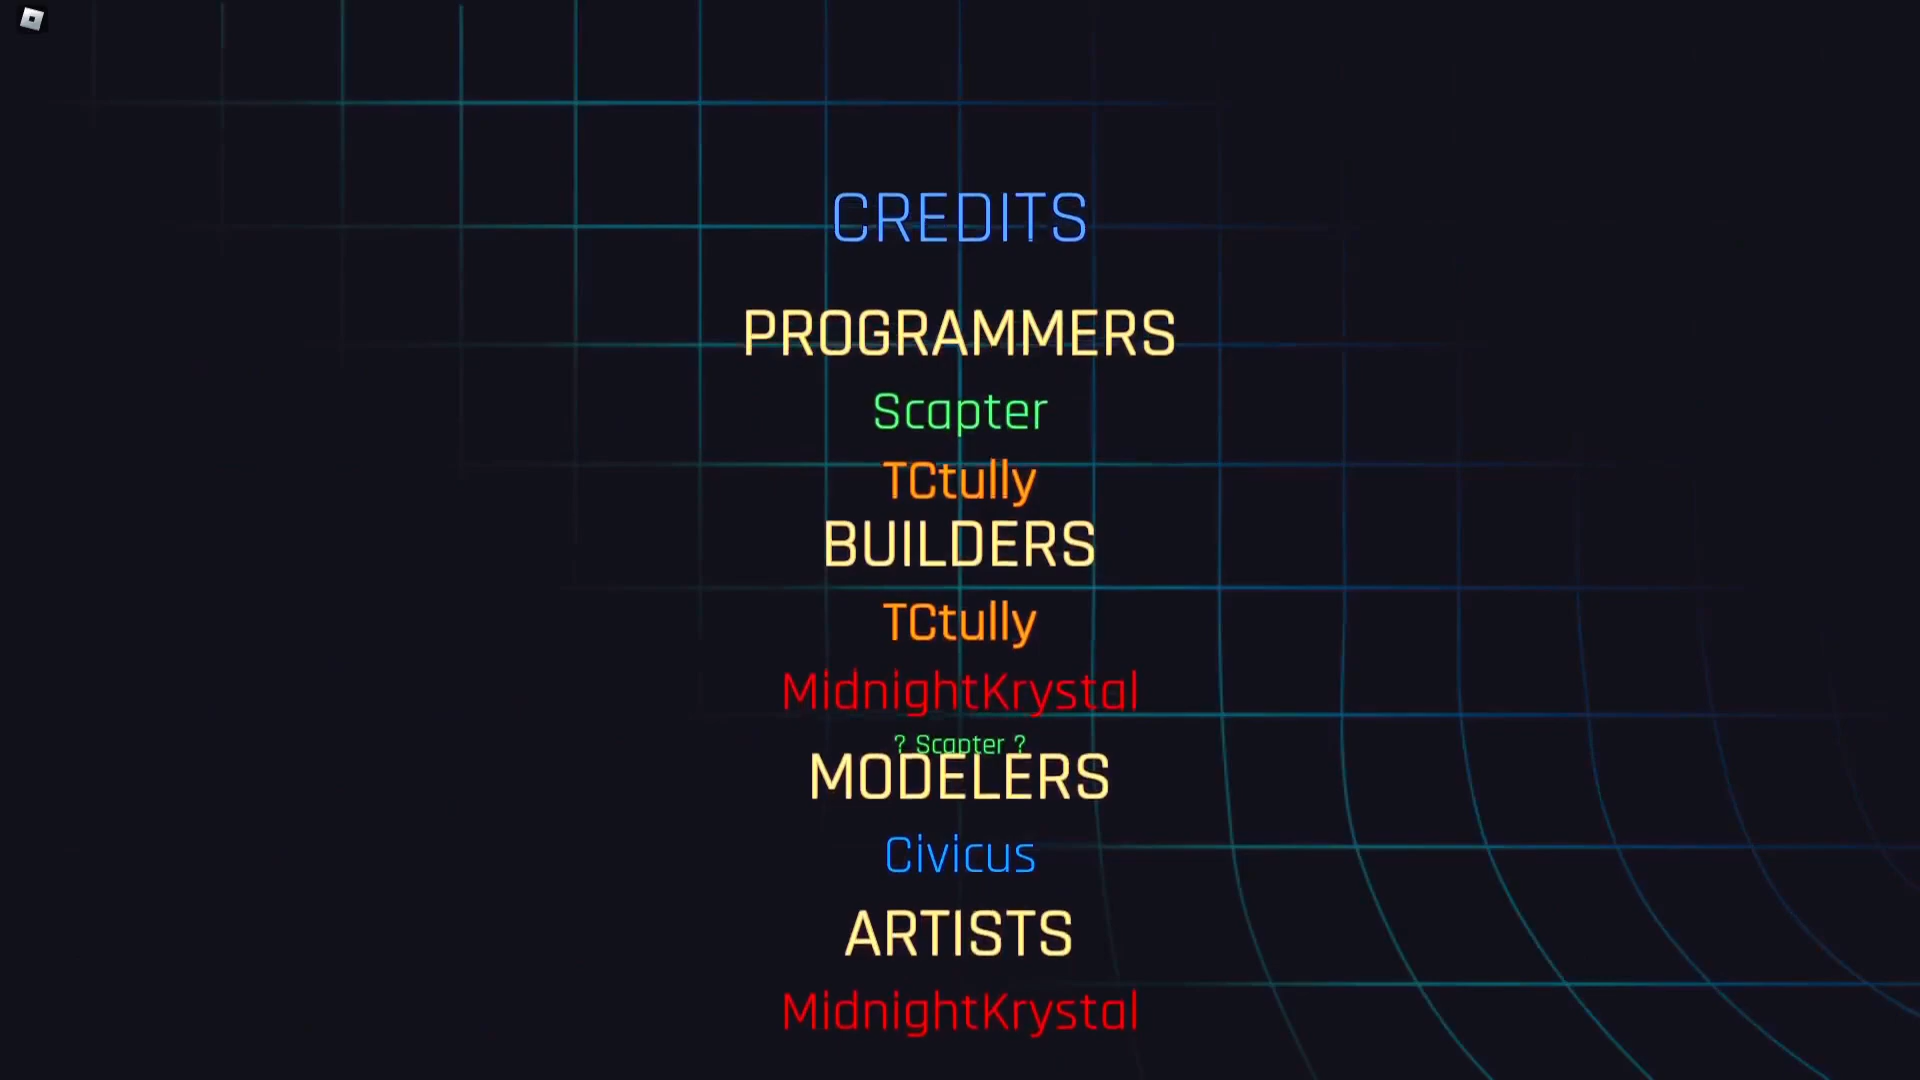 CREDITS
PROGRAMMERS
Scapter
TCtully
BUILDERS
TCtully
MidnightKrystal
? Scapter ?
MODELERS
Civicus
ARTISTS
MidnightKrystal